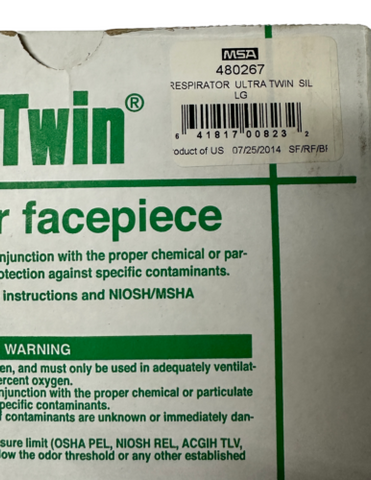 MSA
480267
RESPIRATOR ULTRA TWIN SIL
LG
6 41817 00823 2
oduct of US 07/25/2014 SF/RF/BF
Twin®
r facepiece
njunction with the proper chemical or par-
otection against specific contaminants.
instructions and NIOSH/MSHA
WARNING
en, and must only be used in adequately ventilat-
ercent oxygen.
njunction with the proper chemical or particulate
pecific contaminants.
f contaminants are unknown or immediately dan-
sure limit (OSHA PEL, NIOSH REL, ACGIH TLV,
low the odor threshold or any other established